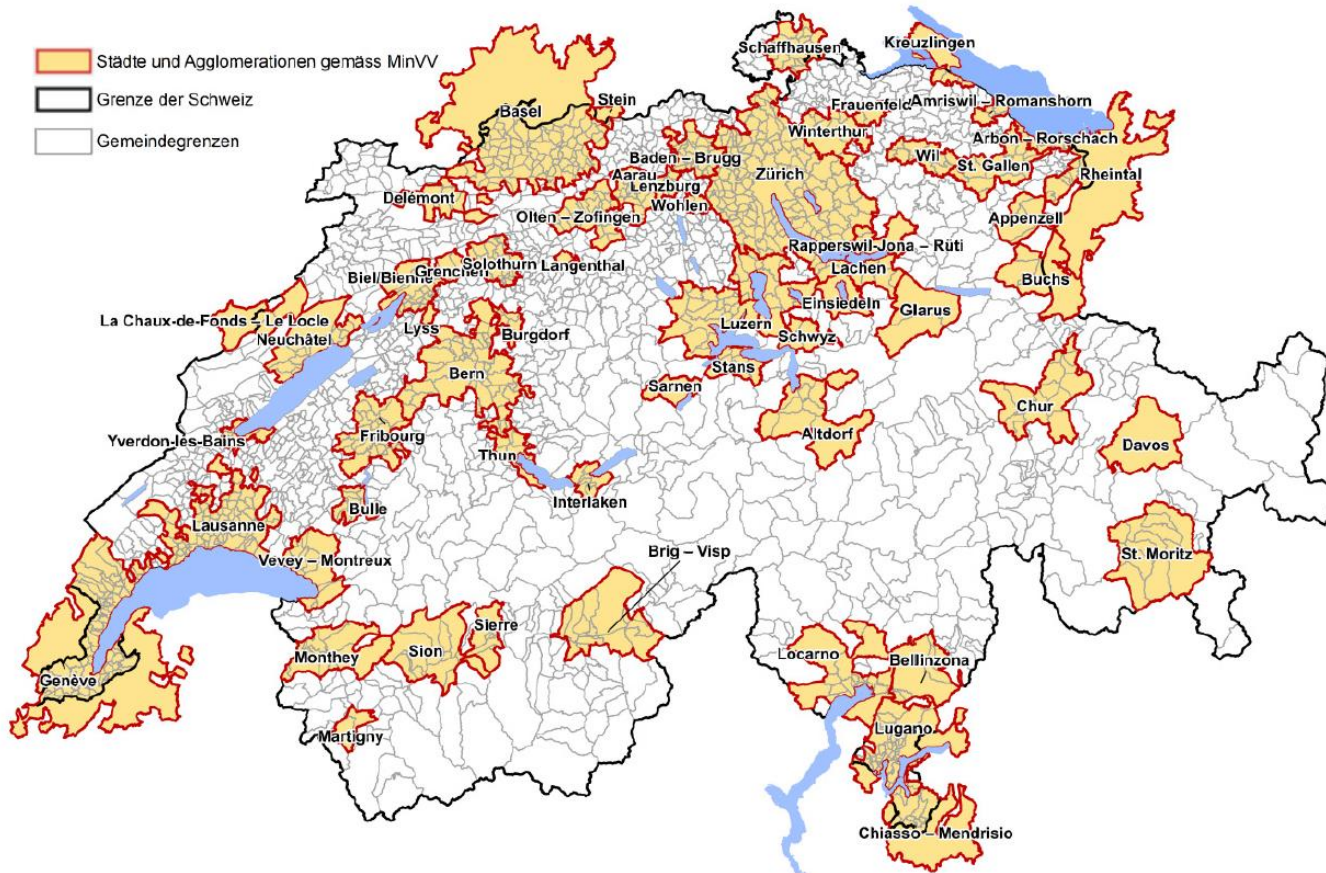 Städte und Agglomerationen gemäss MinVV
Grenze der Schweiz
Gemeindegrenzen
Schaffhausen
Kreuzlingen
Basel
Stein
Frauenfeld
Amriswil – Romanshorn
Winterthur
Arbon – Rorschach
Baden – Brugg
Wil
St. Gallen
Aarau
Zürich
Rheintal
Lenzburg
Delémont
Wohlen
Olten – Zofingen
Appenzell
Rapperswil-Jona – Rüti
Solothurn
Langenthal
Grenchen
Lachen
Biel/Bienne
Buchs
Einsiedeln
Glarus
La Chaux-de-Fonds – Le Locle
Luzern
Lyss
Burgdorf
Schwyz
Neuchâtel
Stans
Bern
Sarnen
Chur
Fribourg
Altdorf
Yverdon-les-Bains
Davos
Thun
Interlaken
Bulle
Lausanne
Brig – Visp
St. Moritz
Vevey – Montreux
Sierre
Monthey
Sion
Locarno
Bellinzona
Genève
Lugano
Martigny
Chiasso – Mendrisio